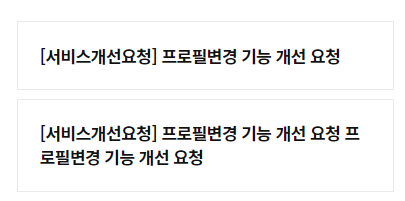 [서비스개선요청] 프로필변경 기능 개선 요청
[서비스개선요청] 프로필변경 기능 개선 요청 프
로필변경 기능 개선 요청